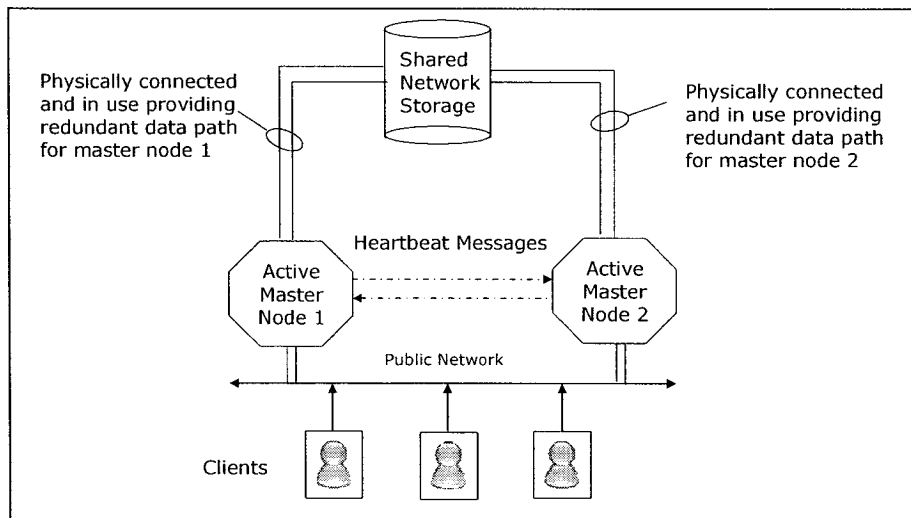 Shared
Network
Storage
Physically connected
and in use providing
redundant data path
for master node 1
Physically connected
and in use providing
redundant data path
for master node 2
Heartbeat Messages
Active
Master
Node 1
Active
Master
Node 2
Public Network
Clients